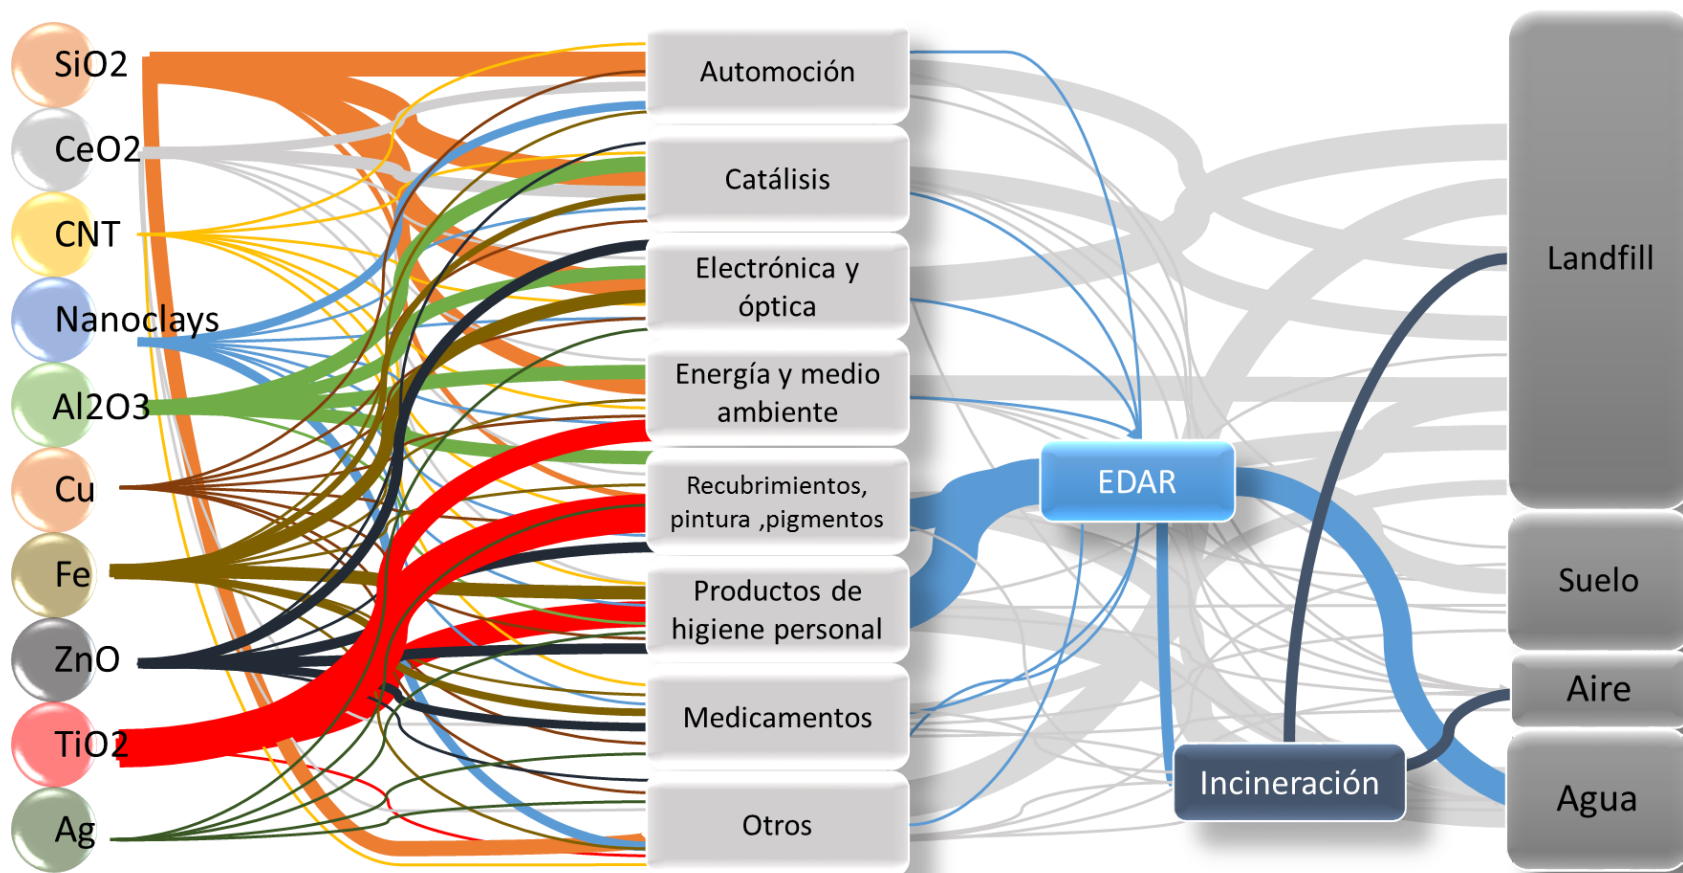 SiO2
CeO2
CNT
Nanoclays
Al2O3
Cu
Fe
ZnO
TiO2
Ag
Automoción
Catálisis
Electrónica y
óptica
Energía y medio
ambiente
Recubrimientos,
pintura ,pigmentos
Productos de
higiene personal
Medicamentos
Otros
EDAR
Incineración
Landfill
Suelo
Aire
Agua